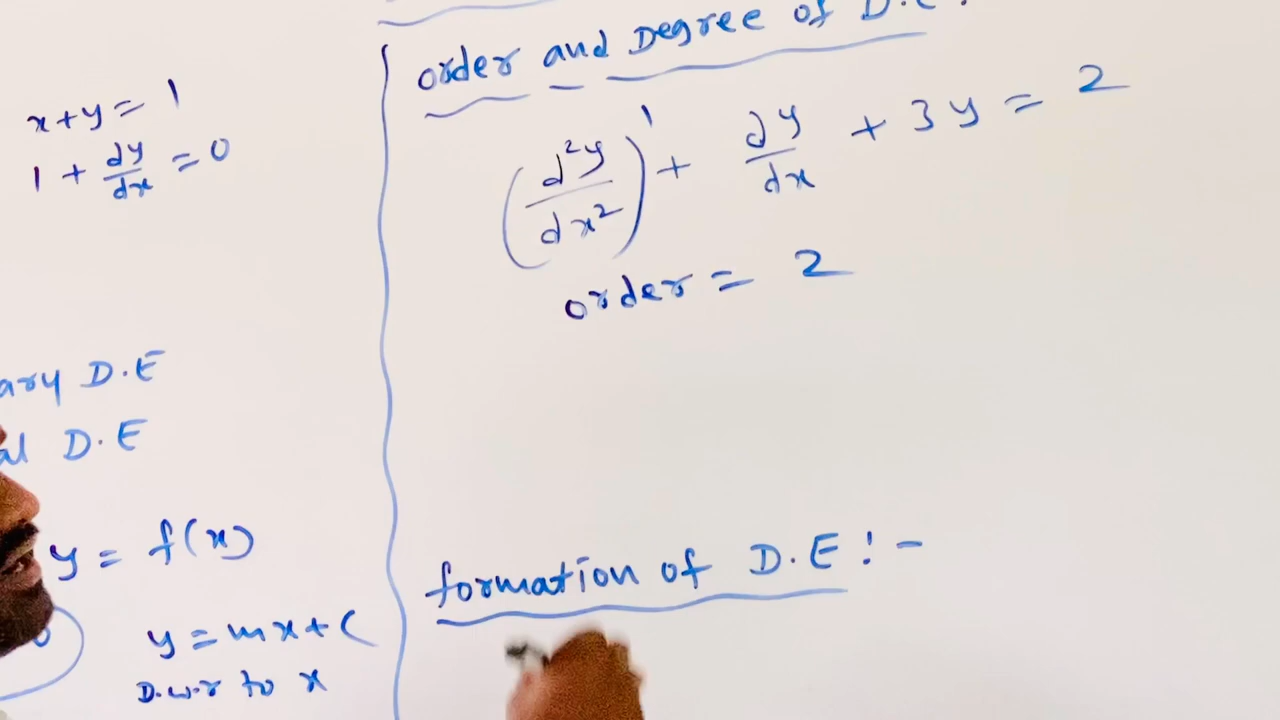 x+y=1
1 + dy/dx = 0
D.E
D.E
y = f(x)
y = mx+c
D.w.r to x
order and Degree of D.E:
(d²y/dx²)¹ + dy/dx + 3y = 2
order = 2
formation of D.E! -